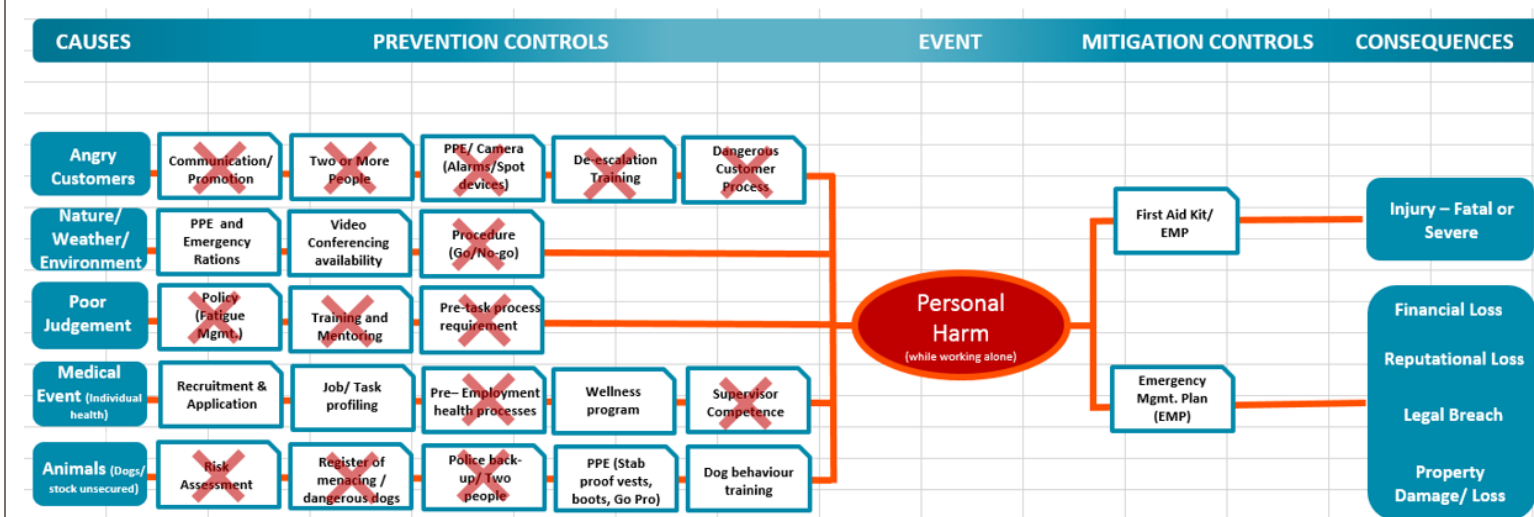 CAUSES
PREVENTION CONTROLS
EVENT
MITIGATION CONTROLS
CONSEQUENCES
Angry
Customers
Communication/
Promotion
Two or More
People
PPE/ Camera
(Alarms/Spot
devices)
De-escalation
Training
Dangerous
Customer
Process
Nature/
Weather/
Environment
PPE and
Emergency
Rations
Video
Conferencing
availability
Procedure
(Go/No-go)
Poor
Judgement
Policy
(Fatigue
Mgmt.)
Training and
Mentoring
Pre-task process
requirement
Medical
Event (Individual
health)
Recruitment &
Application
Job/ Task
profiling
Pre– Employment
health processes
Wellness
program
Supervisor
Competence
Animals (Dogs/
stock unsecured)
Risk
Assessment
Register of
menacing /
dangerous dogs
Police back-
up/ Two
people
PPE (Stab
proof vests,
boots, Go Pro)
Dog behaviour
training
Personal
Harm
(while working alone)
First Aid Kit/
EMP
Emergency
Mgmt. Plan
(EMP)
Injury – Fatal or
Severe
Financial Loss
Reputational Loss
Legal Breach
Property
Damage/ Loss